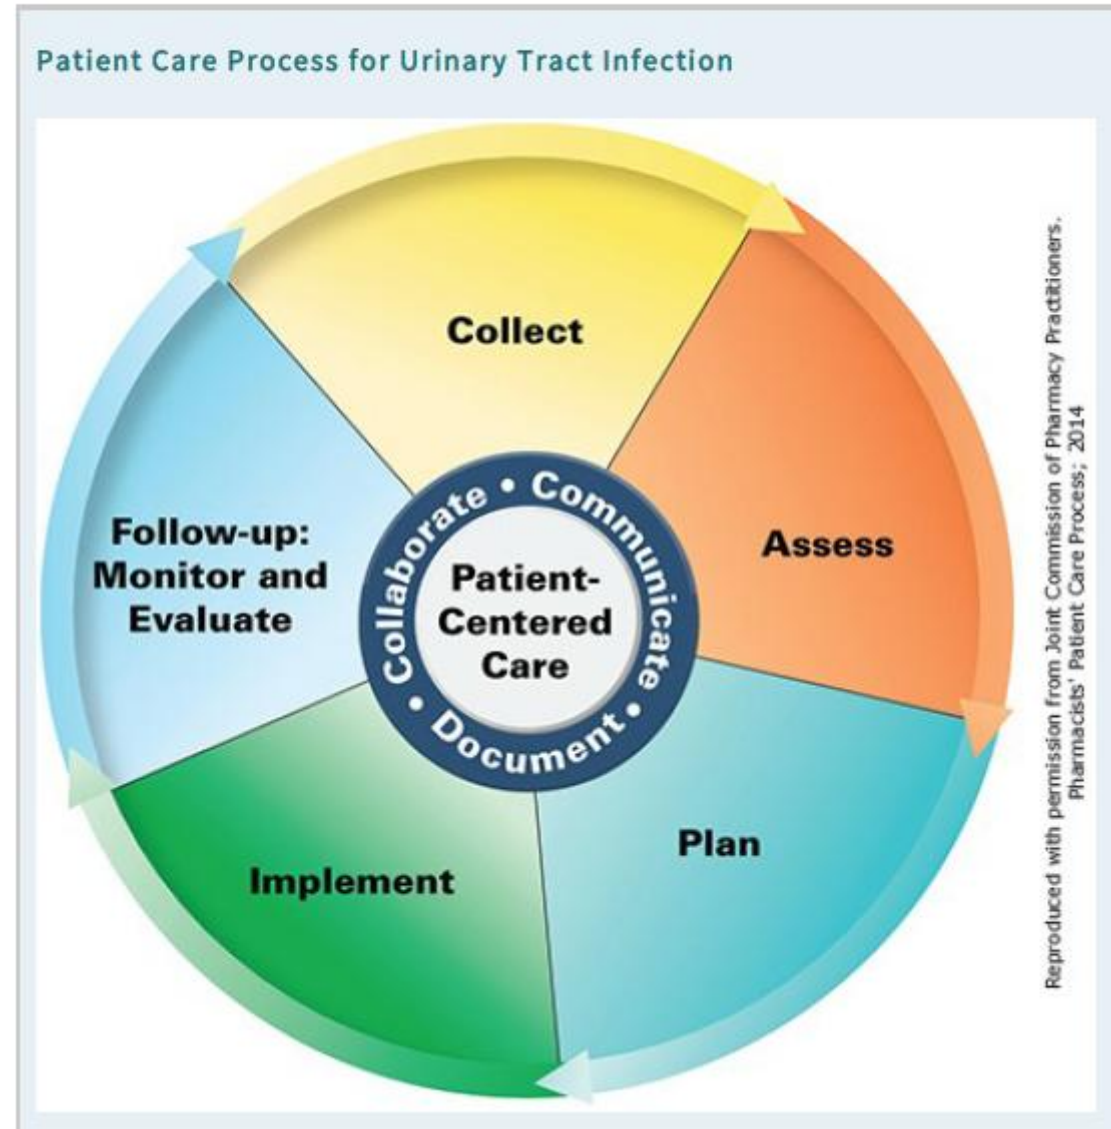 Patient Care Process for Urinary Tract Infection
Collect
Assess
Plan
Implement
Follow-up:
Monitor and
Evaluate
Collaborate • Communicate • Document •
Patient-
Centered
Care
Reproduced with permission from Joint Commission of Pharmacy Practitioners.
Pharmacists' Patient Care Process; 2014